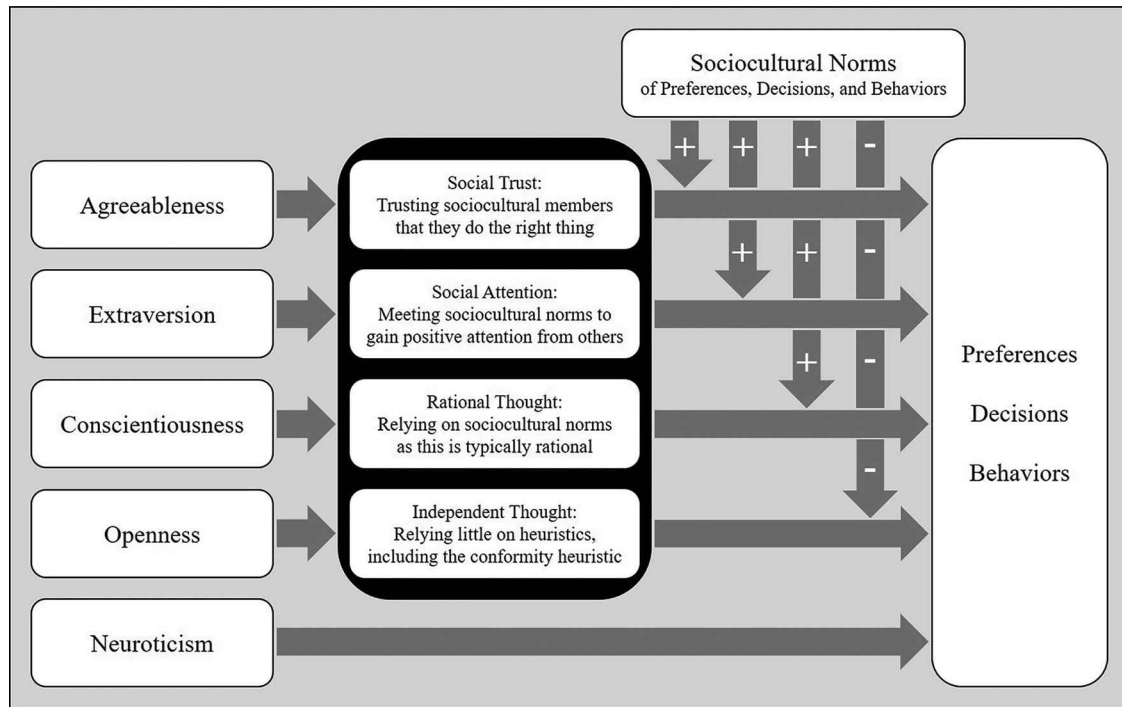 Sociocultural Norms
of Preferences, Decisions, and Behaviors
+ + + -
Agreeableness
Social Trust:
Trusting sociocultural members
that they do the right thing
+ + -
Extraversion
Social Attention:
Meeting sociocultural norms to
gain positive attention from others
+ -
Conscientiousness
Rational Thought:
Relying on sociocultural norms
as this is typically rational
-
Openness
Independent Thought:
Relying little on heuristics,
including the conformity heuristic
Neuroticism
Preferences
Decisions
Behaviors